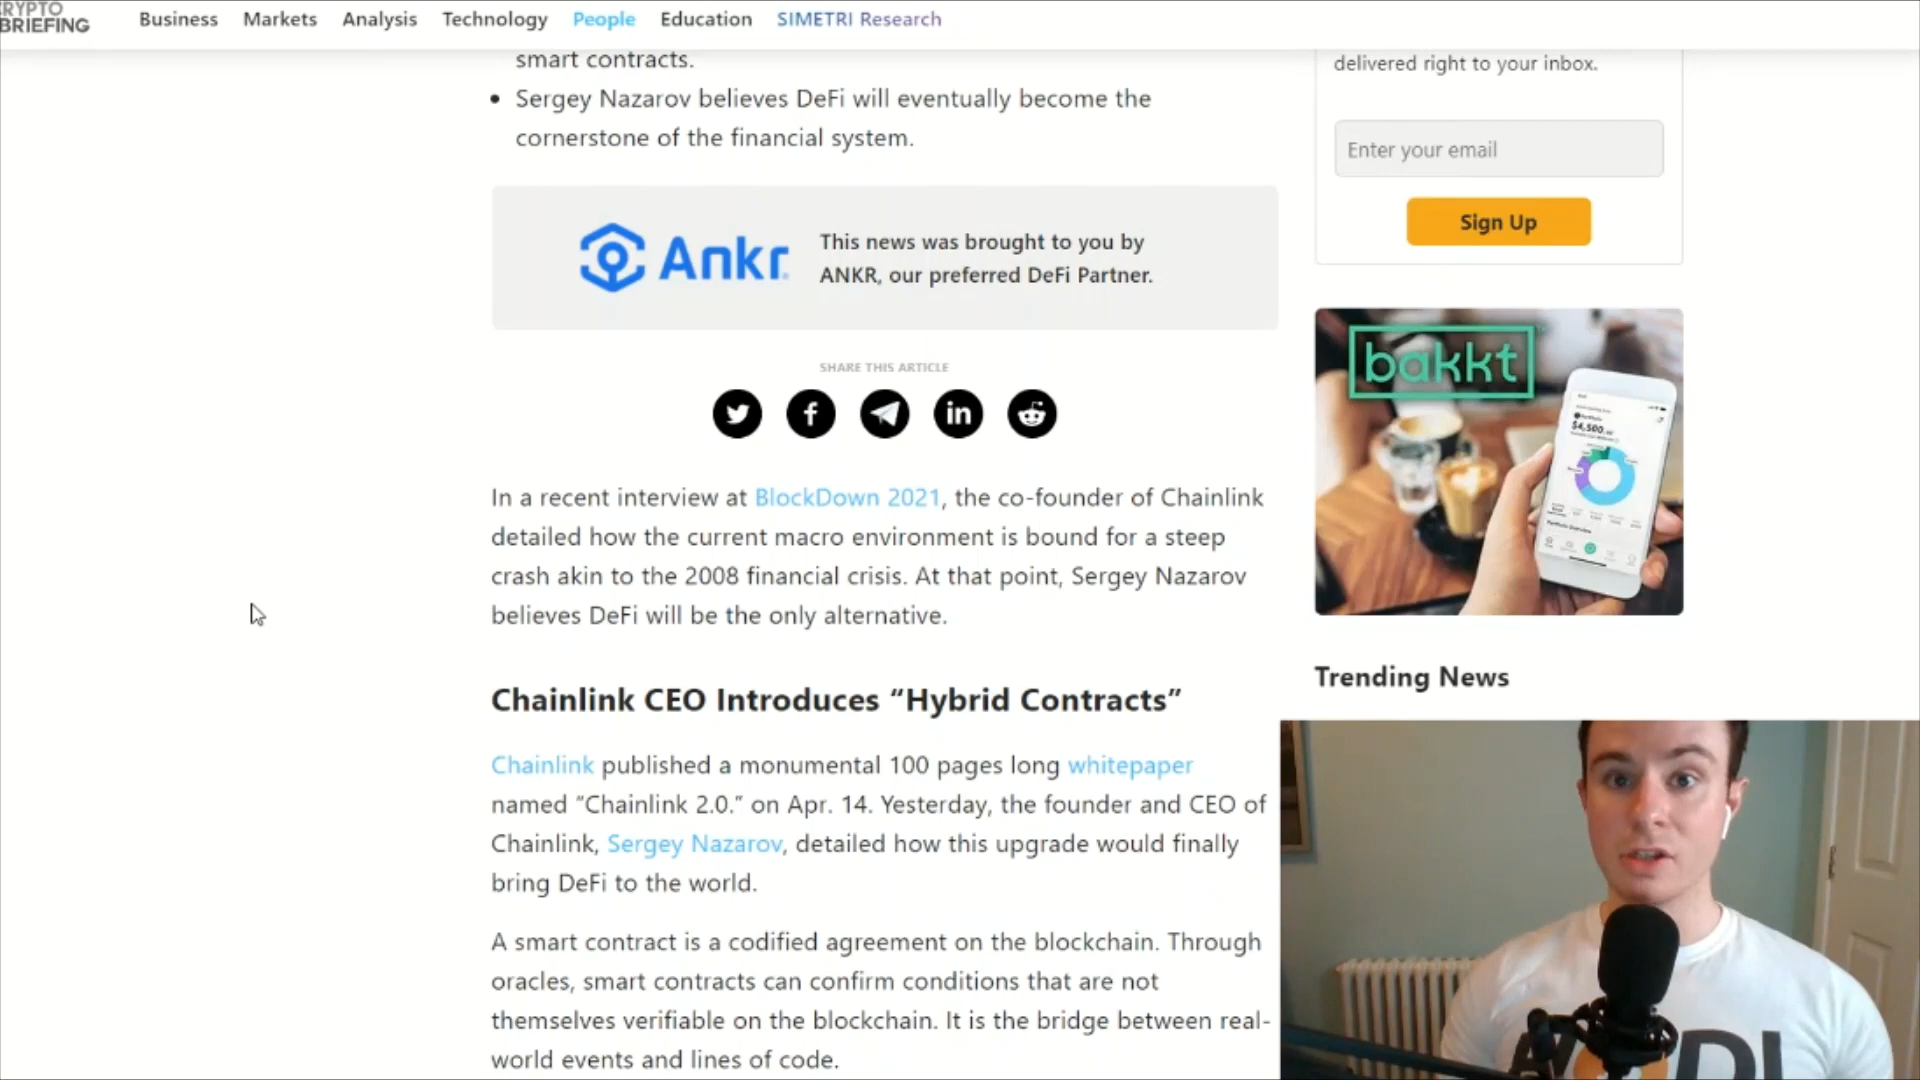 CRYPTO
BRIEFING
Business Markets Analysis Technology People Education SIMETRI Research
smart contracts.
• Sergey Nazarov believes DeFi will eventually become the
cornerstone of the financial system.
Ankr
This news was brought to you by
ANKR, our preferred DeFi Partner.
SHARE THIS ARTICLE
In a recent interview at BlockDown 2021, the co-founder of Chainlink
detailed how the current macro environment is bound for a steep
crash akin to the 2008 financial crisis. At that point, Sergey Nazarov
believes DeFi will be the only alternative.
Chainlink CEO Introduces “Hybrid Contracts”
Chainlink published a monumental 100 pages long whitepaper
named “Chainlink 2.0.” on Apr. 14. Yesterday, the founder and CEO of
Chainlink, Sergey Nazarov, detailed how this upgrade would finally
bring DeFi to the world.
A smart contract is a codified agreement on the blockchain. Through
oracles, smart contracts can confirm conditions that are not
themselves verifiable on the blockchain. It is the bridge between real-
world events and lines of code.
delivered right to your inbox.
Enter your email
Sign Up
bakkt
$4,500
Trending News